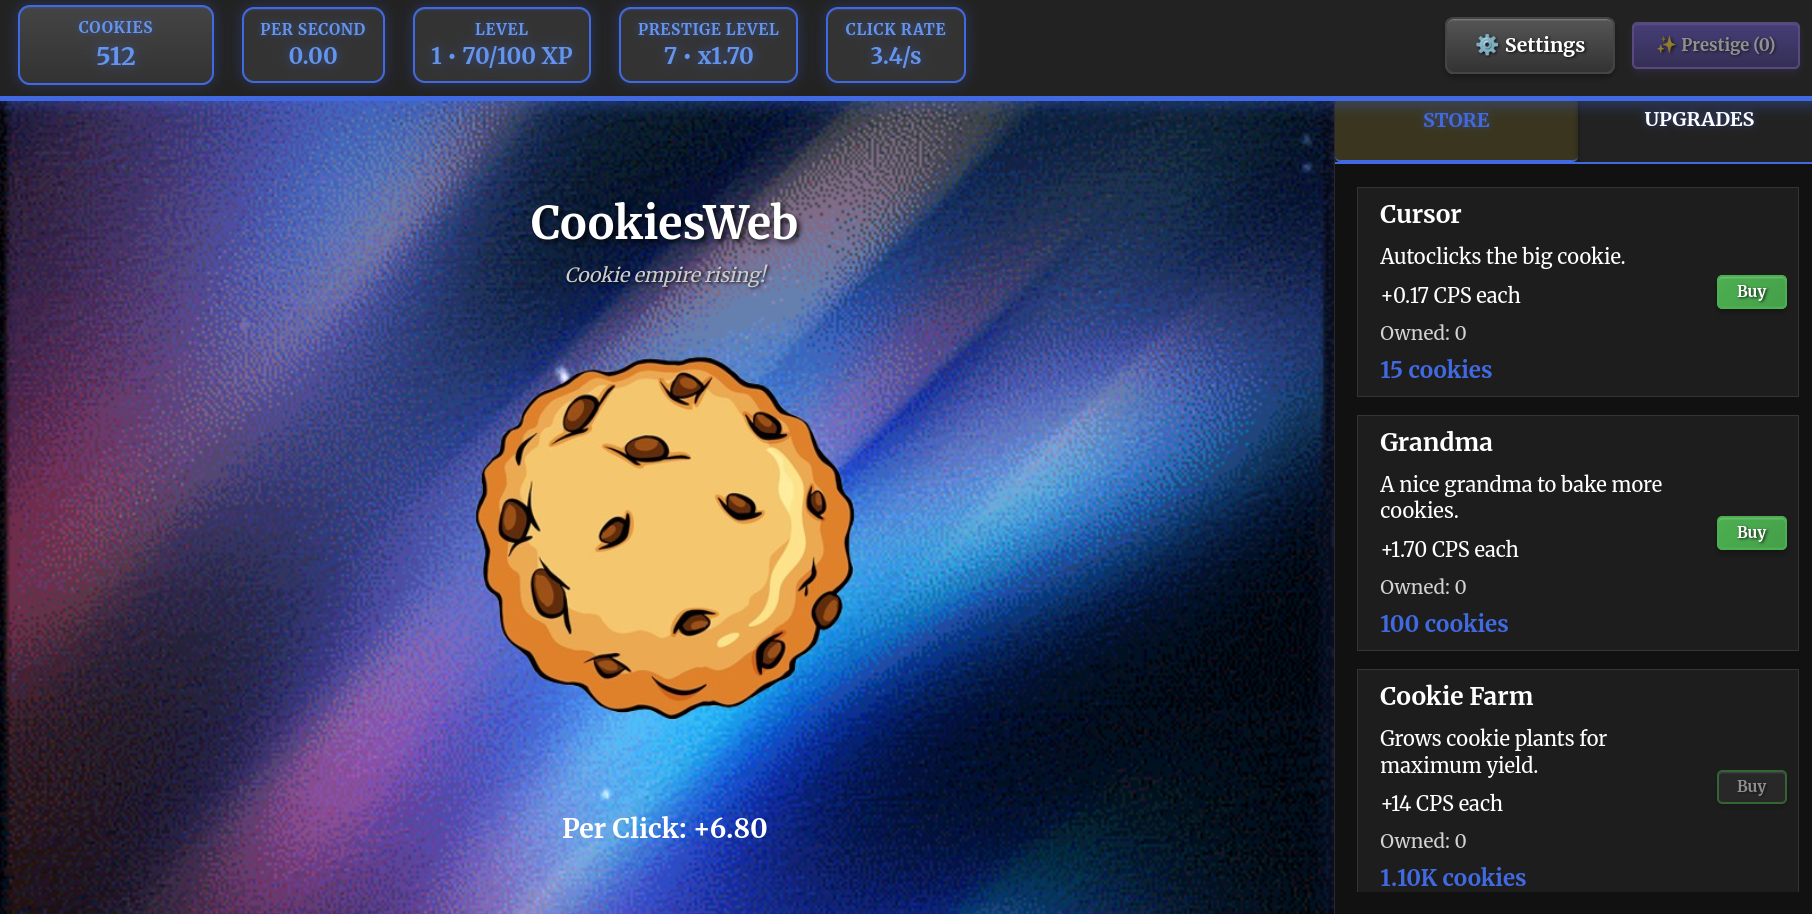 COOKIES
512
PER SECOND
0.00
LEVEL
1 • 70/100 XP
PRESTIGE LEVEL
7 • x1.70
CLICK RATE
3.4/s
⚙️ Settings
✨ Prestige (0)
CookiesWeb
Cookie empire rising!
Per Click: +6.80
STORE
UPGRADES
Cursor
Autoclicks the big cookie.
+0.17 CPS each
Owned: 0
15 cookies
Buy
Grandma
A nice grandma to bake more
cookies.
+1.70 CPS each
Owned: 0
100 cookies
Buy
Cookie Farm
Grows cookie plants for
maximum yield.
+14 CPS each
Owned: 0
1.10K cookies
Buy